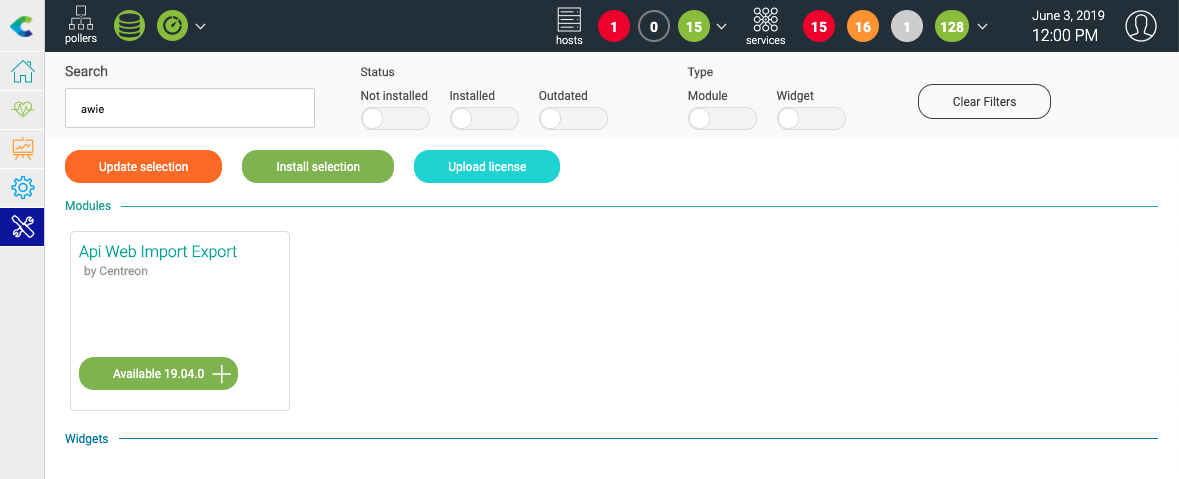 pollers
hosts
1
0
15
services
15
16
1
128
June 3, 2019
12:00 PM
Search
awie
Status
Not installed
Installed
Outdated
Type
Module
Widget
Clear Filters
Update selection
Install selection
Upload license
Modules
Api Web Import Export
by Centreon
Available 19.04.0
Widgets